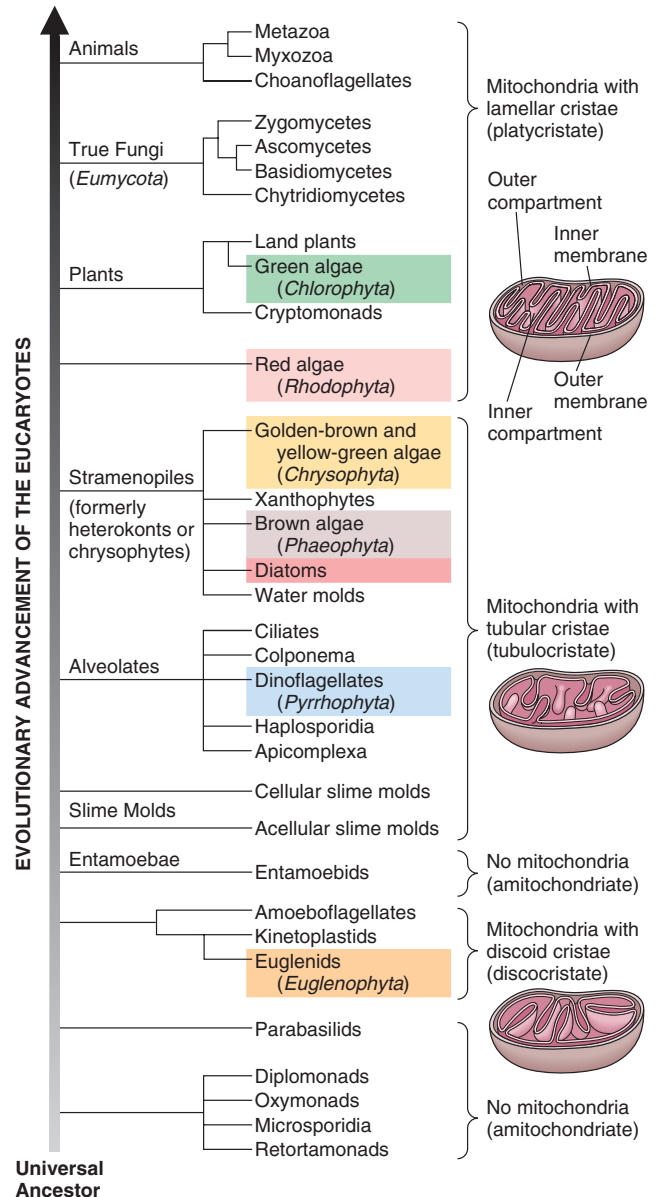 EVOLUTIONARY ADVANCEMENT OF THE EUCARYOTES
Animals
Metazoa
Myxozoa
Choanoflagellates
True Fungi
(Eumycota)
Zygomycetes
Ascomycetes
Basidiomycetes
Chytridiomycetes
Plants
Land plants
Green algae
(Chlorophyta)
Cryptomonads
Red algae
(Rhodophyta)
Mitochondria with
lamellar cristae
(platycristate)
Outer
compartment
Inner
membrane
Outer
membrane
Inner
compartment
Stramenopiles
(formerly
heterokonts or
chrysophytes)
Golden-brown and
yellow-green algae
(Chrysophyta)
Xanthophytes
Brown algae
(Phaeophyta)
Diatoms
Water molds
Alveolates
Ciliates
Colponema
Dinoflagellates
(Pyrrhophyta)
Haplosporidia
Apicomplexa
Slime Molds
Cellular slime molds
Acellular slime molds
Mitochondria with
tubular cristae
(tubulocristate)
Entamoebae
Entamoebids
No mitochondria
(amitochondriate)
Amoeboflagellates
Kinetoplastids
Euglenids
(Euglenophyta)
Mitochondria with
discoid cristae
(discocristate)
Parabasilids
Diplomonads
Oxymonads
Microsporidia
Retortamonads
No mitochondria
(amitochondriate)
Universal
Ancestor